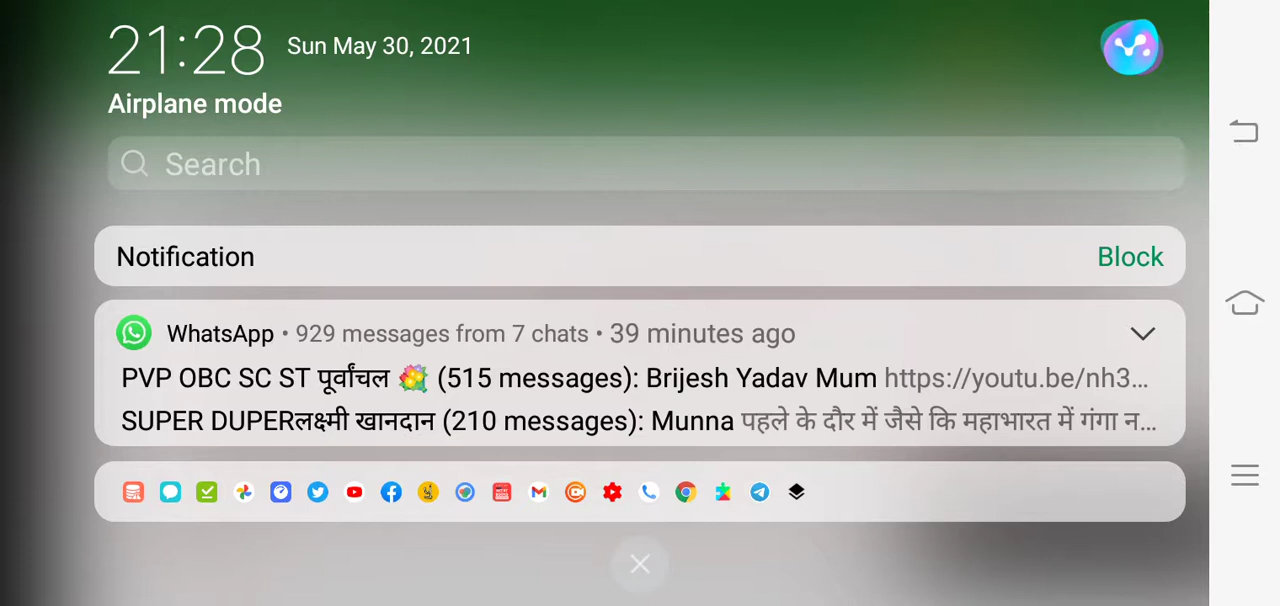 21:28 Sun May 30, 2021
Airplane mode
Search
Notification Block
WhatsApp • 929 messages from 7 chats • 39 minutes ago
PVP OBC SC ST पूर्वांचल 💐 (515 messages): Brijesh Yadav Mum https://youtu.be/nh3...
SUPER DUPERलक्ष्मी खानदान (210 messages): Munna पहले के दौर में जैसे कि महाभारत में गंगा न...